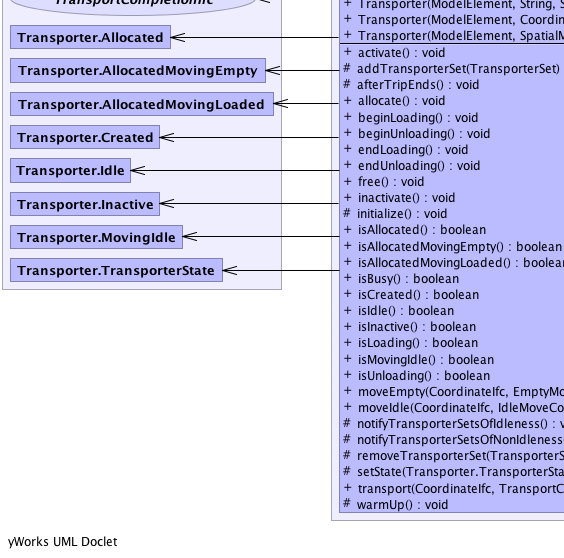 TransportCompletionIfc
Transporter.Allocated
Transporter.AllocatedMovingEmpty
Transporter.AllocatedMovingLoaded
Transporter.Created
Transporter.Idle
Transporter.Inactive
Transporter.MovingIdle
Transporter.TransporterState
+ Transporter(ModelElement, String, S
+ Transporter(ModelElement, Coordin
+ Transporter(ModelElement, SpatialM
+ activate() : void
# addTransporterSet(TransporterSet)
# afterTripEnds() : void
+ allocate() : void
+ beginLoading() : void
+ beginUnloading() : void
+ endLoading() : void
+ endUnloading() : void
+ free() : void
+ inactivate() : void
# initialize() : void
+ isAllocated() : boolean
+ isAllocatedMovingEmpty() : boolean
+ isAllocatedMovingLoaded() : boolean
+ isBusy() : boolean
+ isCreated() : boolean
+ isIdle() : boolean
+ isInactive() : boolean
+ isLoading() : boolean
+ isMovingIdle() : boolean
+ isUnloading() : boolean
+ moveEmpty(CoordinateIfc, EmptyMo
+ moveIdle(CoordinateIfc, IdleMoveCo
# notifyTransporterSetsOfIdleness() : v
# notifyTransporterSetsOfNonIdleness
# removeTransporterSet(TransporterS
# setState(Transporter.TransporterSta
+ transport(CoordinateIfc, TransportC
# warmUp() : void
yWorks UML Doclet